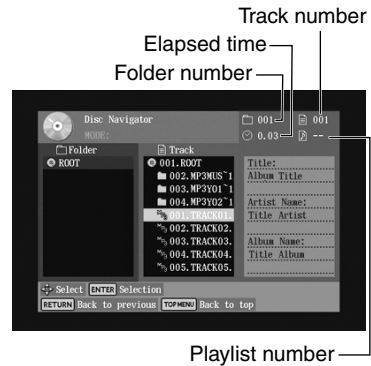 Track number
Elapsed time
Folder number
Disc Navigator
MODE:
001
001
0.03
--
Folder
Track
ROOT
001.ROOT
002.MP3MUS~1
003.MP3Y01~1
004.MP3Y02~1
001.TRACK01.
002.TRACK02.
003.TRACK03.
004.TRACK04.
005.TRACK05.
Title:
Album Title
Artist Name:
Title Artist
Album Name:
Title Album
Select ENTER Selection
RETURN Back to previous TOP MENU Back to top
Playlist number